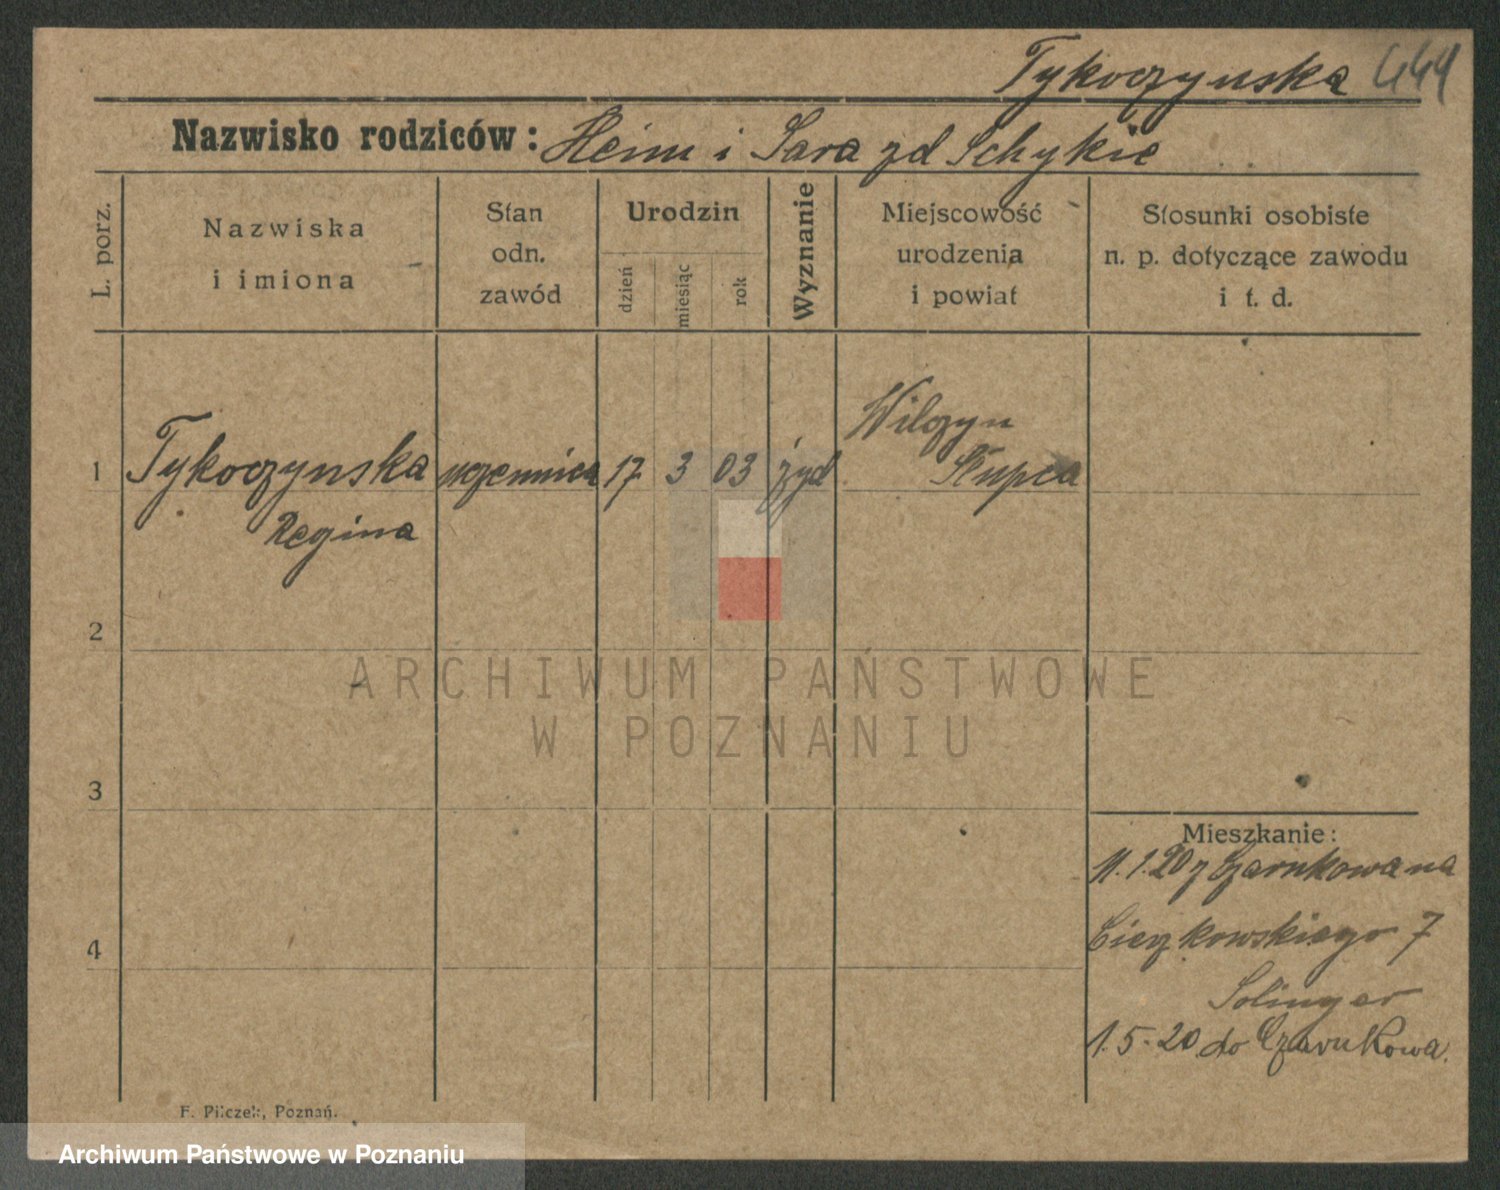 Tykoczynska 444
Nazwisko rodziców: Heim i Sara zd Schykie
L. porz.
Nazwiska
i imiona
Stan
odn.
zawód
Urodzin
dzień
miesiąc
rok
Wyznanie
Miejscowość
urodzenia
i powiat
Stosunki osobiste
n. p. dotyczące zawodu
i t. d.
1 Tykoczynska uczennica 17 3 03 żyd Wilczyn
Słupca
Regina
2
ARCHIWUM PAŃSTWOWE
W POZNANIU
3
Mieszkanie:
11.1.20 z Czarnkowa na
4 Cieszkowskiego 7
Solinger
1.5-20 do Czarnkowa.
F. Pilczek, Poznań.
Archiwum Państwowe w Poznaniu